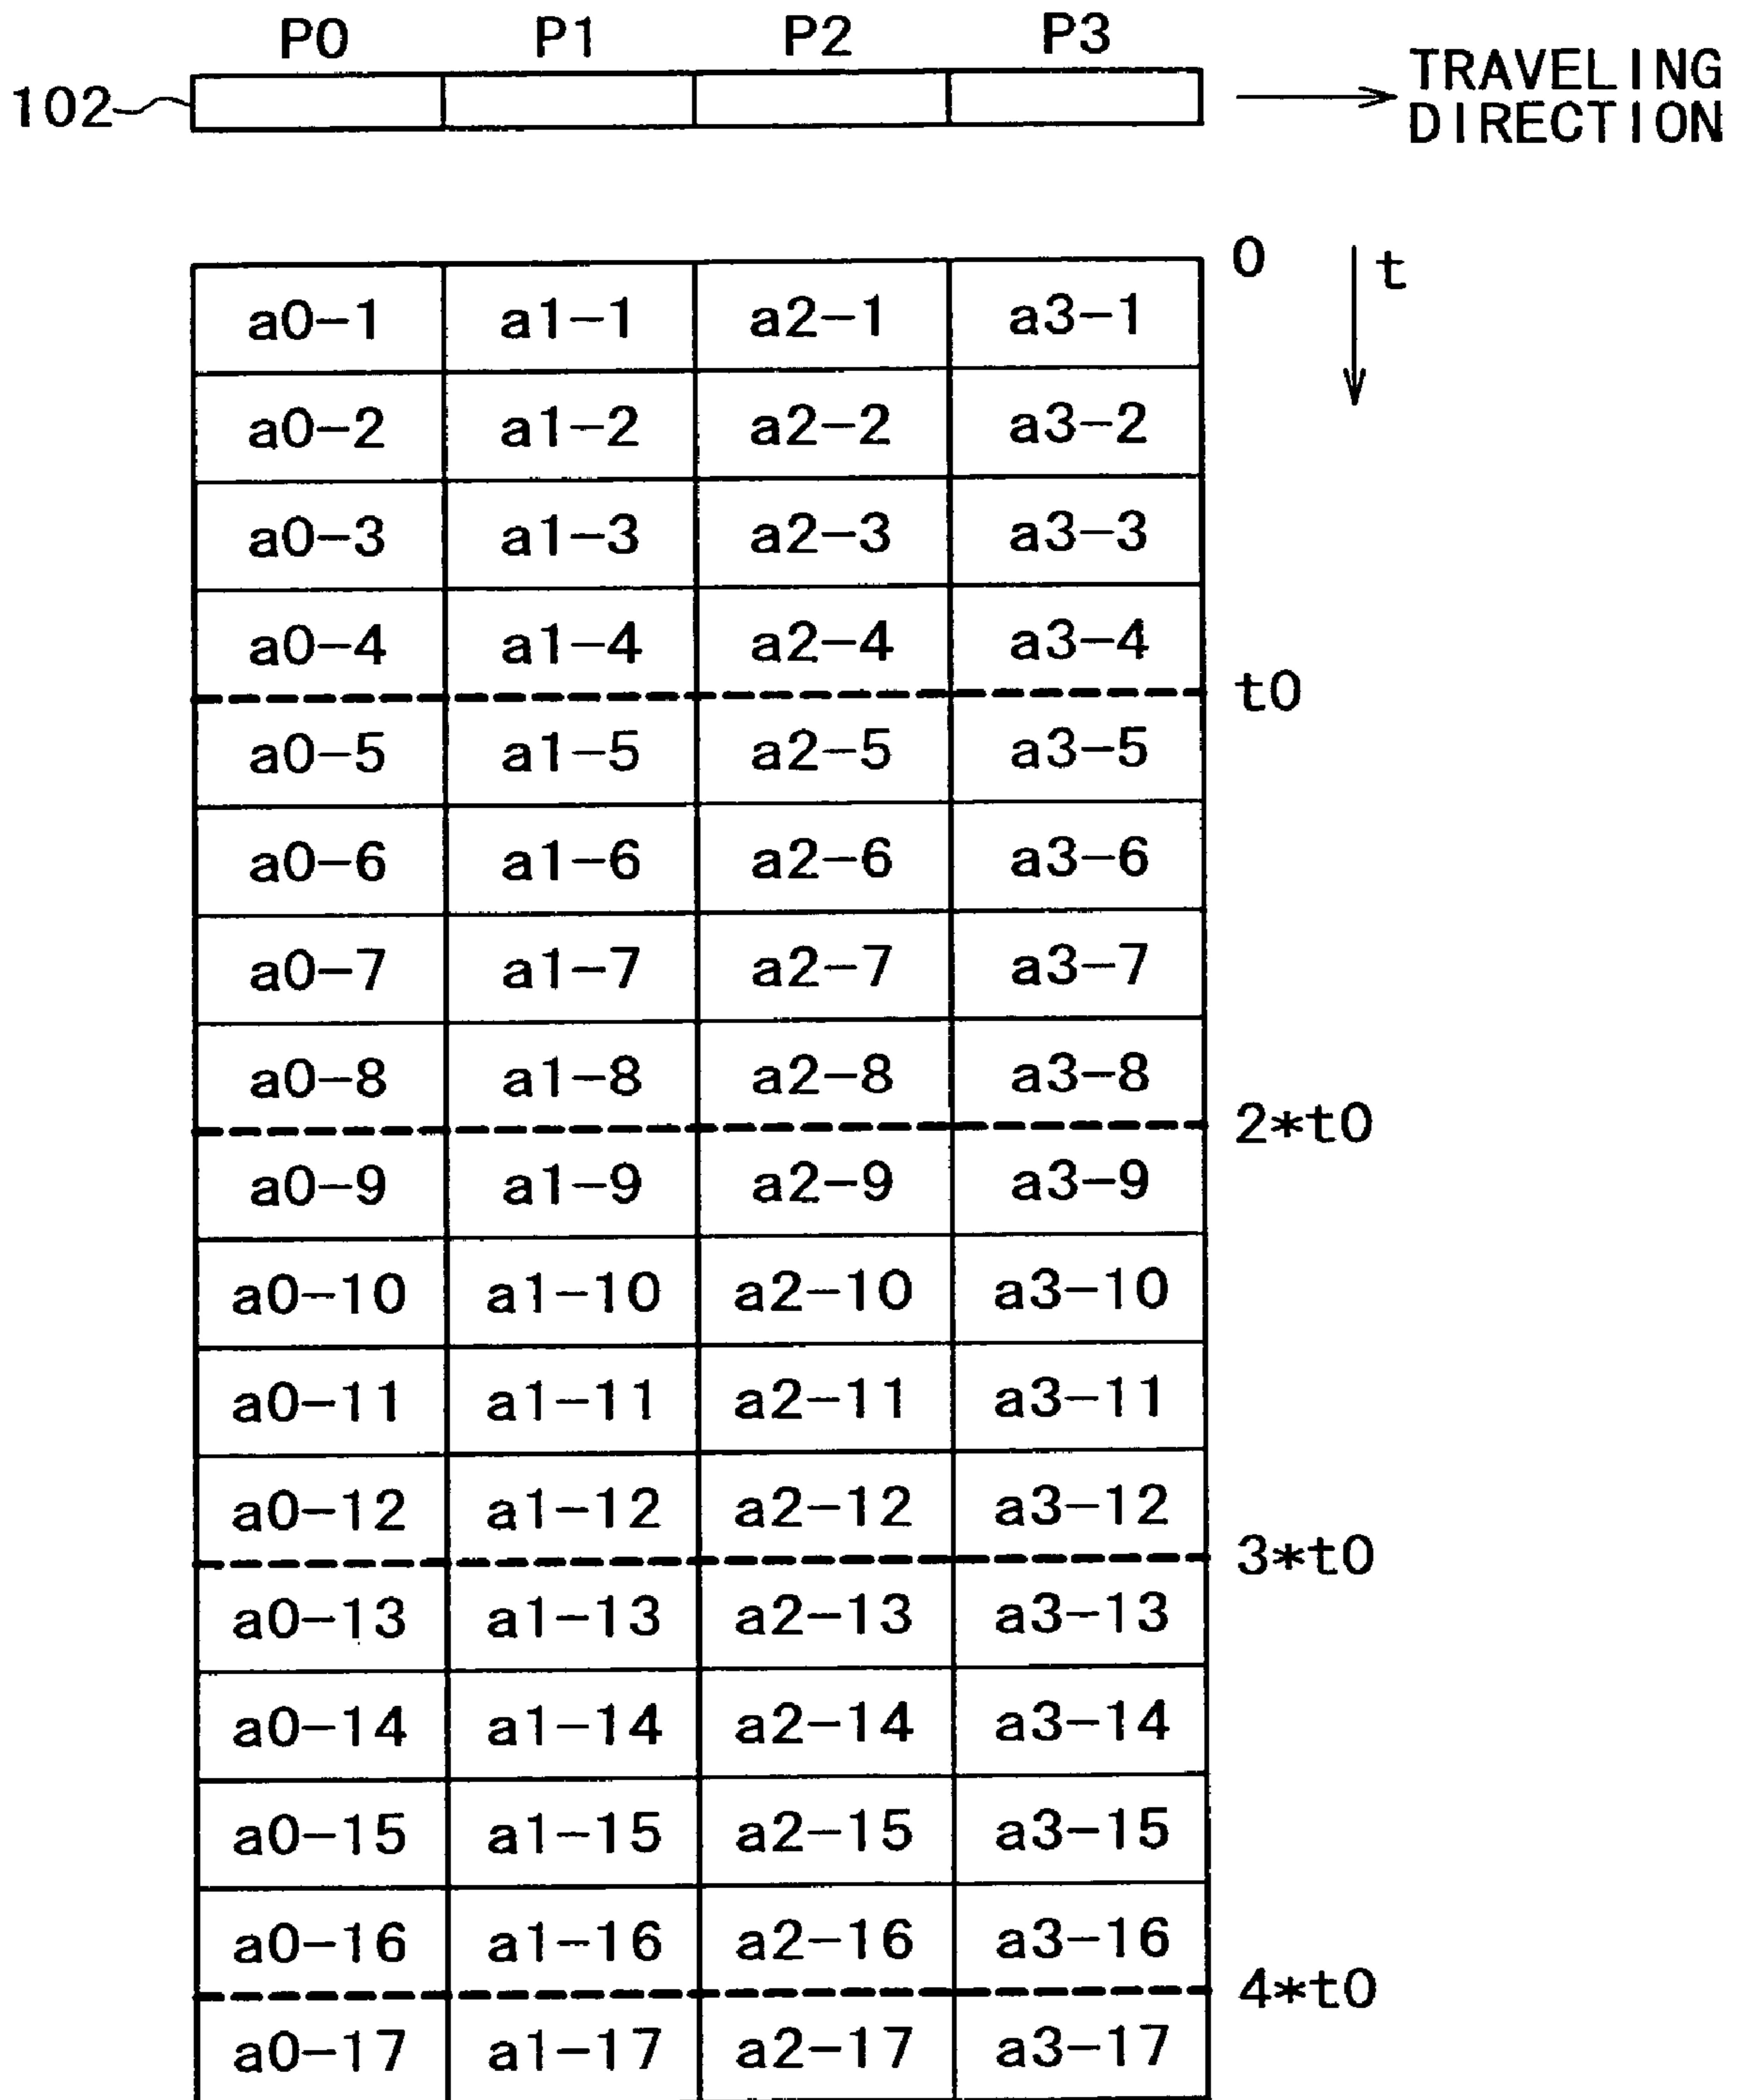 P0 P1 P2 P3
102
TRAVELING
DIRECTION
0
t
a0-1 a1-1 a2-1 a3-1
a0-2 a1-2 a2-2 a3-2
a0-3 a1-3 a2-3 a3-3
a0-4 a1-4 a2-4 a3-4
t0
a0-5 a1-5 a2-5 a3-5
a0-6 a1-6 a2-6 a3-6
a0-7 a1-7 a2-7 a3-7
a0-8 a1-8 a2-8 a3-8
2*t0
a0-9 a1-9 a2-9 a3-9
a0-10 a1-10 a2-10 a3-10
a0-11 a1-11 a2-11 a3-11
a0-12 a1-12 a2-12 a3-12
3*t0
a0-13 a1-13 a2-13 a3-13
a0-14 a1-14 a2-14 a3-14
a0-15 a1-15 a2-15 a3-15
a0-16 a1-16 a2-16 a3-16
4*t0
a0-17 a1-17 a2-17 a3-17